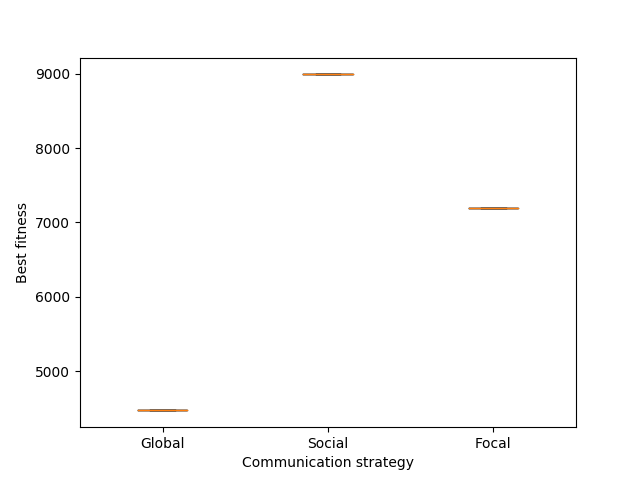 9000
8000
7000
6000
5000
Best fitness
Global
Social
Focal
Communication strategy